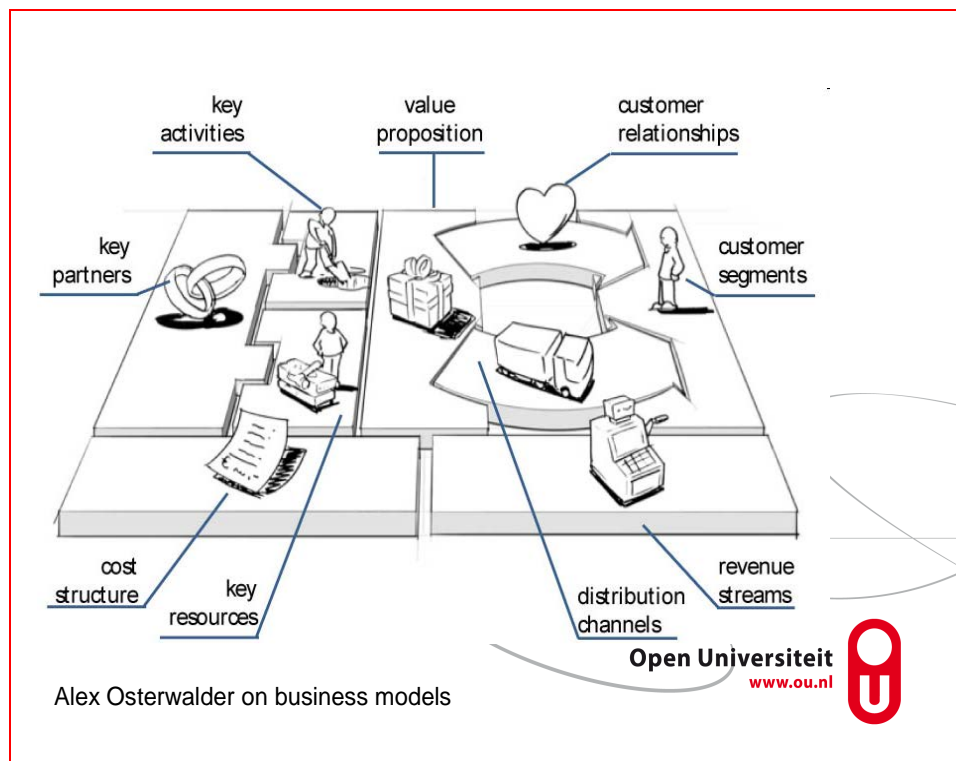 key
activities
value
proposition
customer
relationships
key
partners
customer
segments
cost
structure
key
resources
distribution
channels
revenue
streams
Open Universiteit
www.ou.nl
Alex Osterwalder on business models